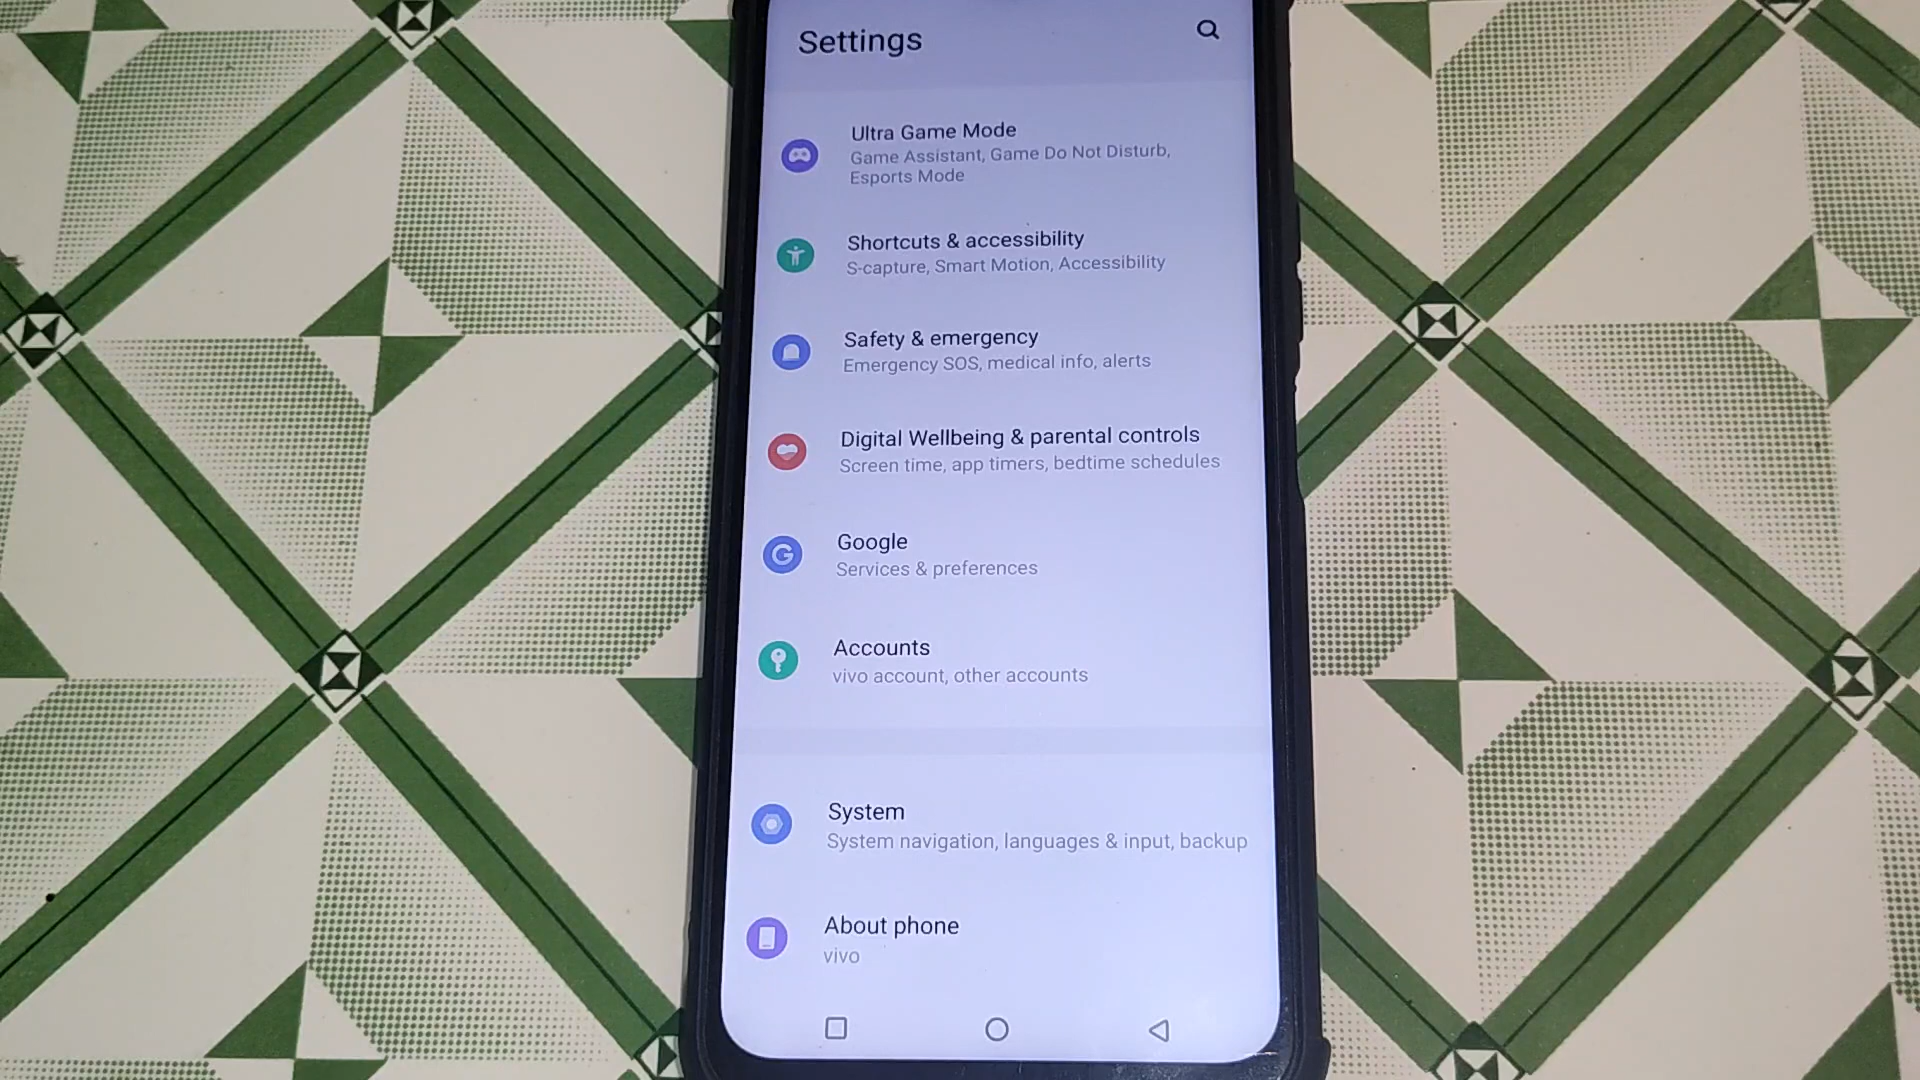 Settings
Ultra Game Mode
Game Assistant, Game Do Not Disturb,
Esports Mode
Shortcuts & accessibility
S-capture, Smart Motion, Accessibility
Safety & emergency
Emergency SOS, medical info, alerts
Digital Wellbeing & parental controls
Screen time, app timers, bedtime schedules
Google
Services & preferences
Accounts
vivo account, other accounts
System
System navigation, languages & input, backup
About phone
vivo